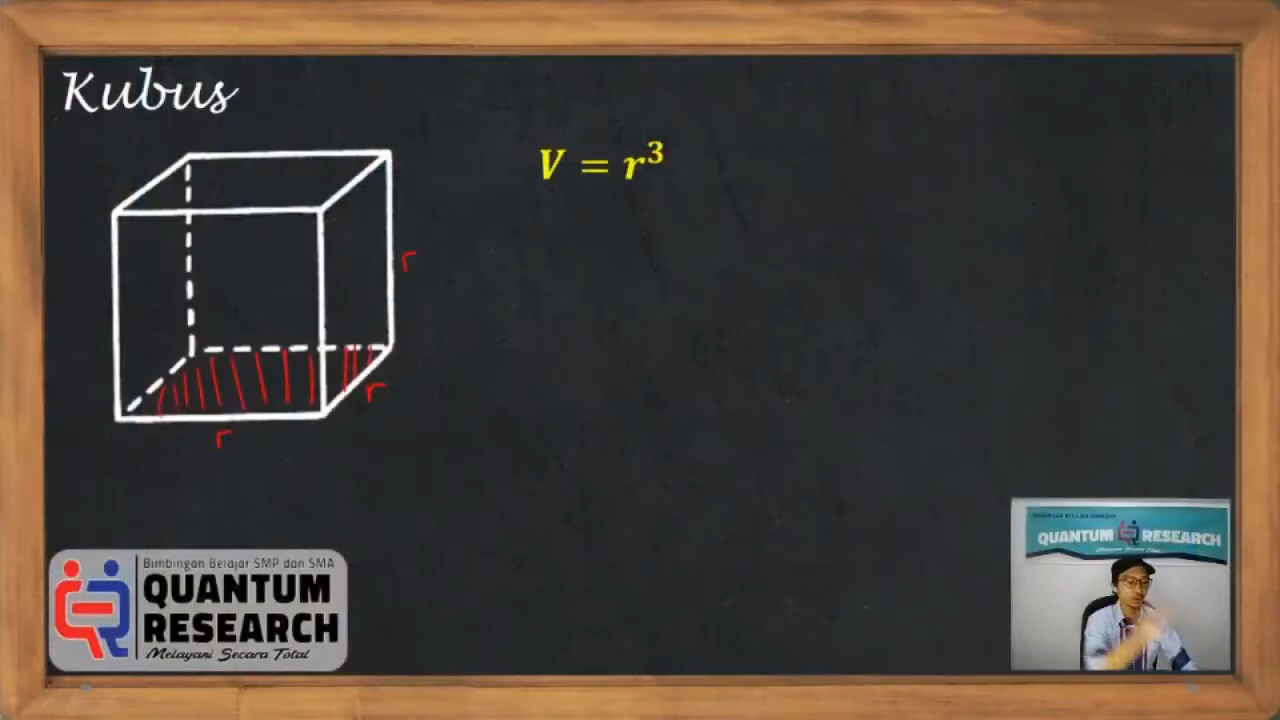 Kubus
V = r³
r
r
r
Bimbingan Belajar SMP dan SMA
QUANTUM
RESEARCH
Melayani Secara Total
QUANTUM RESEARCH